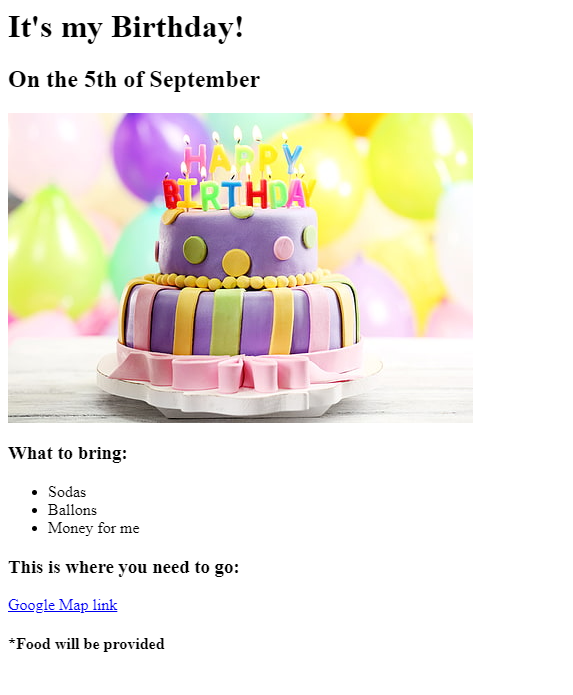 It's my Birthday!
On the 5th of September
HAPPY
BIRTHDAY
What to bring:
Sodas
Ballons
Money for me
This is where you need to go:
Google Map link
*Food will be provided